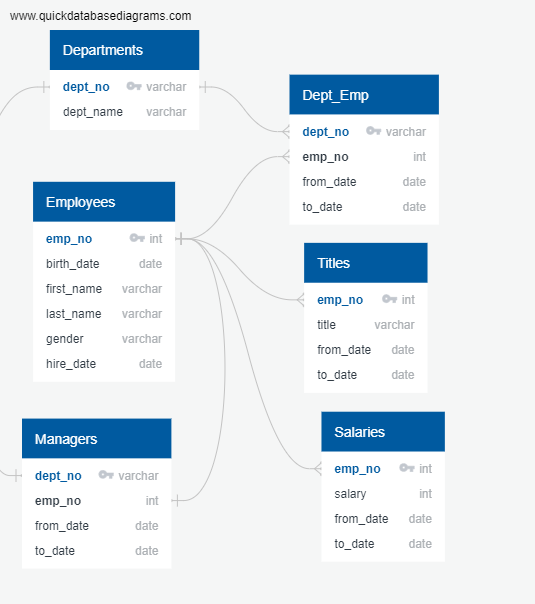 www.quickdatabasediagrams.com
Departments
dept_no varchar
dept_name varchar
Dept_Emp
dept_no varchar
emp_no int
from_date date
to_date date
Employees
emp_no int
birth_date date
first_name varchar
last_name varchar
gender varchar
hire_date date
Titles
emp_no int
title varchar
from_date date
to_date date
Managers
dept_no varchar
emp_no int
from_date date
to_date date
Salaries
emp_no int
salary int
from_date date
to_date date